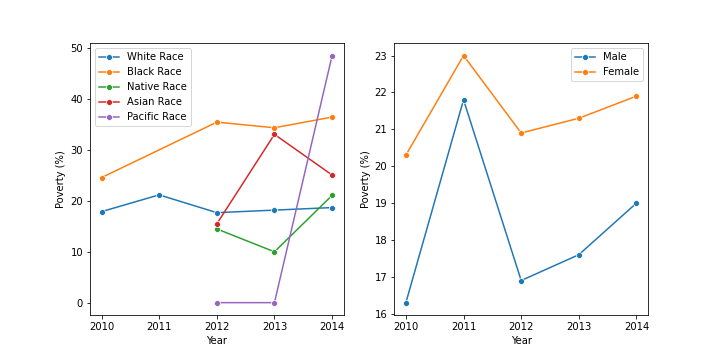 50
40
30
20
10
0
Poverty (%)
White Race
Black Race
Native Race
Asian Race
Pacific Race
2010 2011 2012 2013 2014
Year
23
22
21
20
19
18
17
16
Poverty (%)
Male
Female
2010 2011 2012 2013 2014
Year